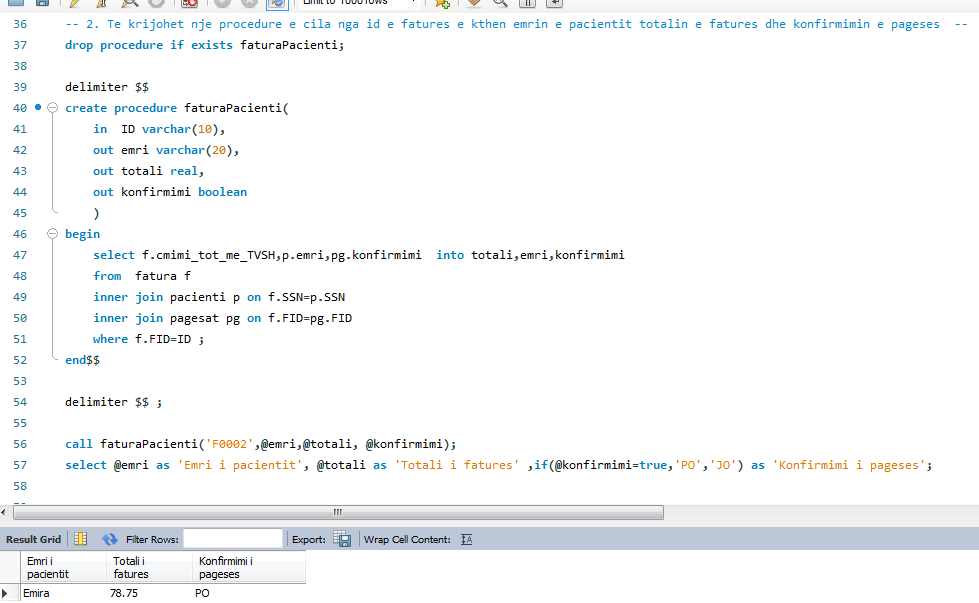 Limit to 1000 rows
36 -- 2. Te krijohet nje procedure e cila nga id e fatures e kthen emrin e pacientit totalin e fatures dhe konfirmimin e pageses --
37 drop procedure if exists faturaPacienti;
38
39 delimiter $$
40 create procedure faturaPacienti(
41 in ID varchar(10),
42 out emri varchar(20),
43 out totali real,
44 out konfirmimi boolean
45 )
46 begin
47 select f.cmimi_tot_me_TVSH,p.emri,pg.konfirmimi into totali,emri,konfirmimi
48 from fatura f
49 inner join pacienti p on f.SSN=p.SSN
50 inner join pagesat pg on f.FID=pg.FID
51 where f.FID=ID ;
52 end$$
53
54 delimiter $$ ;
55
56 call faturaPacienti('F0002',@emri,@totali, @konfirmimi);
57 select @emri as 'Emri i pacientit', @totali as 'Totali i fatures' ,if(@konfirmimi=true,'PO','JO') as 'Konfirmimi i pageses';
58
Result Grid Filter Rows: Export: Wrap Cell Content: IA
Emri i pacientit Totali i fatures Konfirmimi i pageses
Emira 78.75 PO